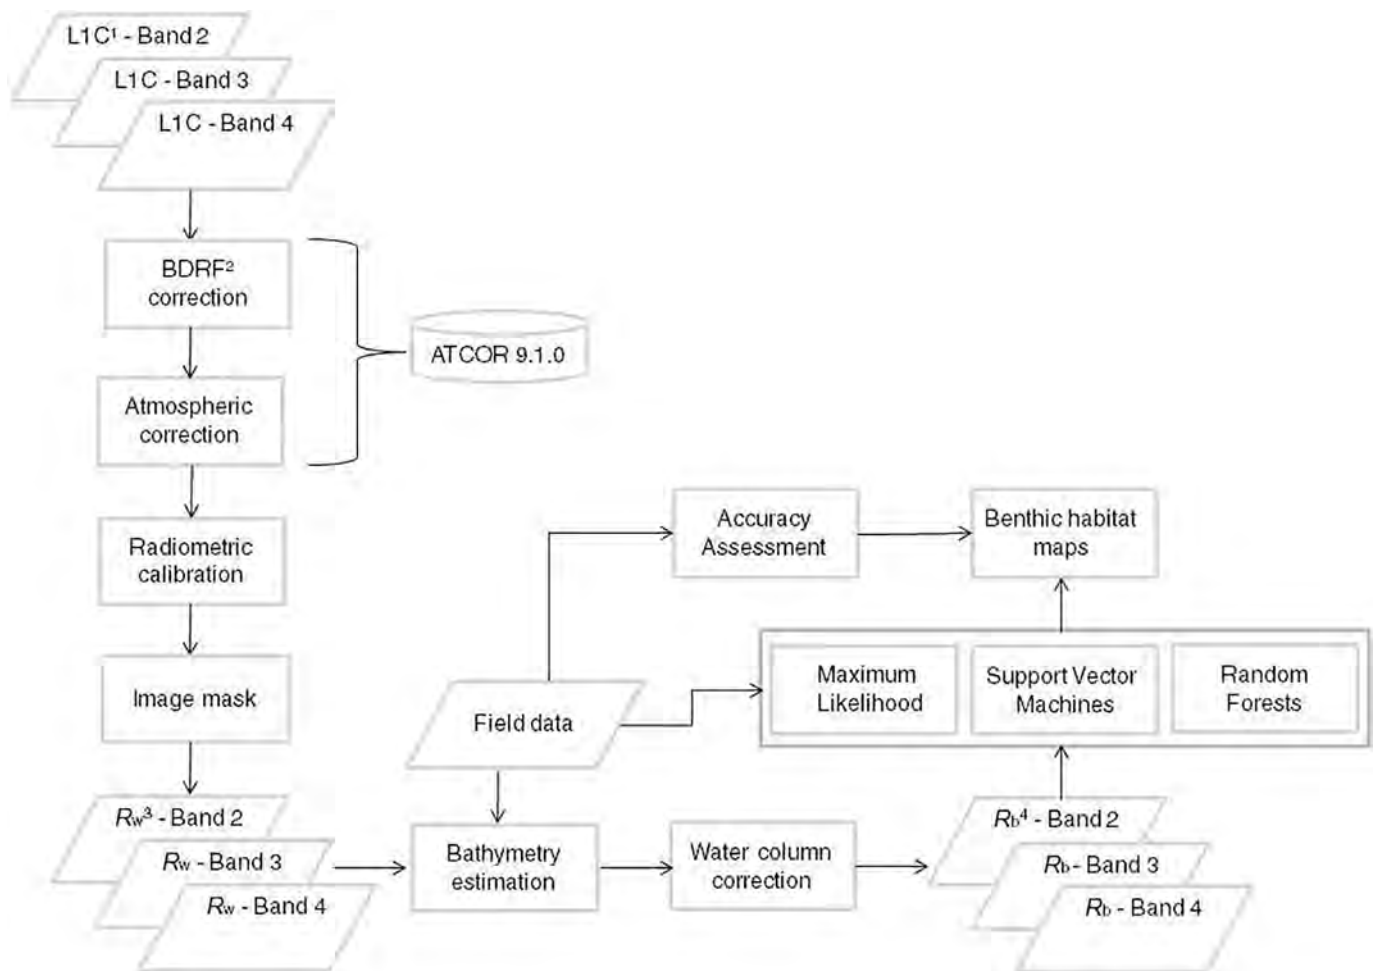 L1C¹ - Band 2
L1C - Band 3
L1C - Band 4
BDRF²
correction
ATCOR 9.1.0
Atmospheric
correction
Radiometric
calibration
Image mask
Rw³ - Band 2
Rw - Band 3
Rw - Band 4
Field data
Bathymetry
estimation
Water column
correction
Accuracy
Assessment
Benthic habitat
maps
Maximum
Likelihood
Support Vector
Machines
Random
Forests
Rb⁴ - Band 2
Rb - Band 3
Rb - Band 4